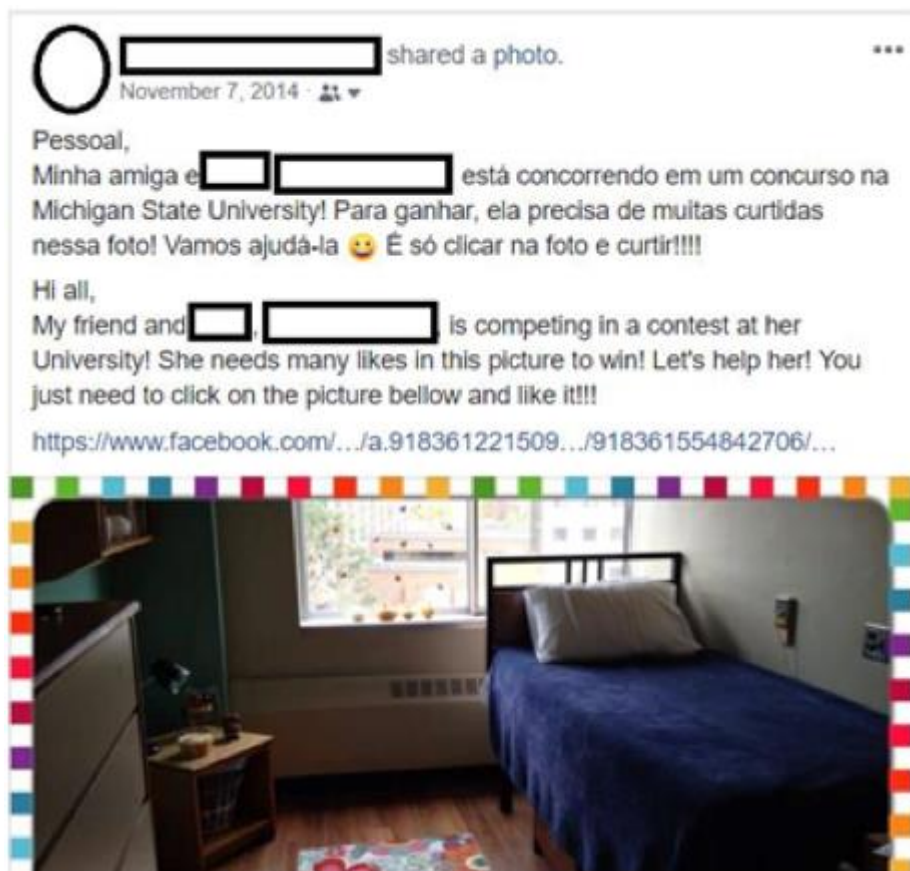 shared a photo.
November 7, 2014 ·
Pessoal,
Minha amiga e está concorrendo em um concurso na
Michigan State University! Para ganhar, ela precisa de muitas curtidas
nessa foto! Vamos ajudá-la 😀 É só clicar na foto e curtir!!!!
Hi all,
My friend and , is competing in a contest at her
University! She needs many likes in this picture to win! Let's help her! You
just need to click on the picture bellow and like it!!!
https://www.facebook.com/.../a.918361221509.../918361554842706/...